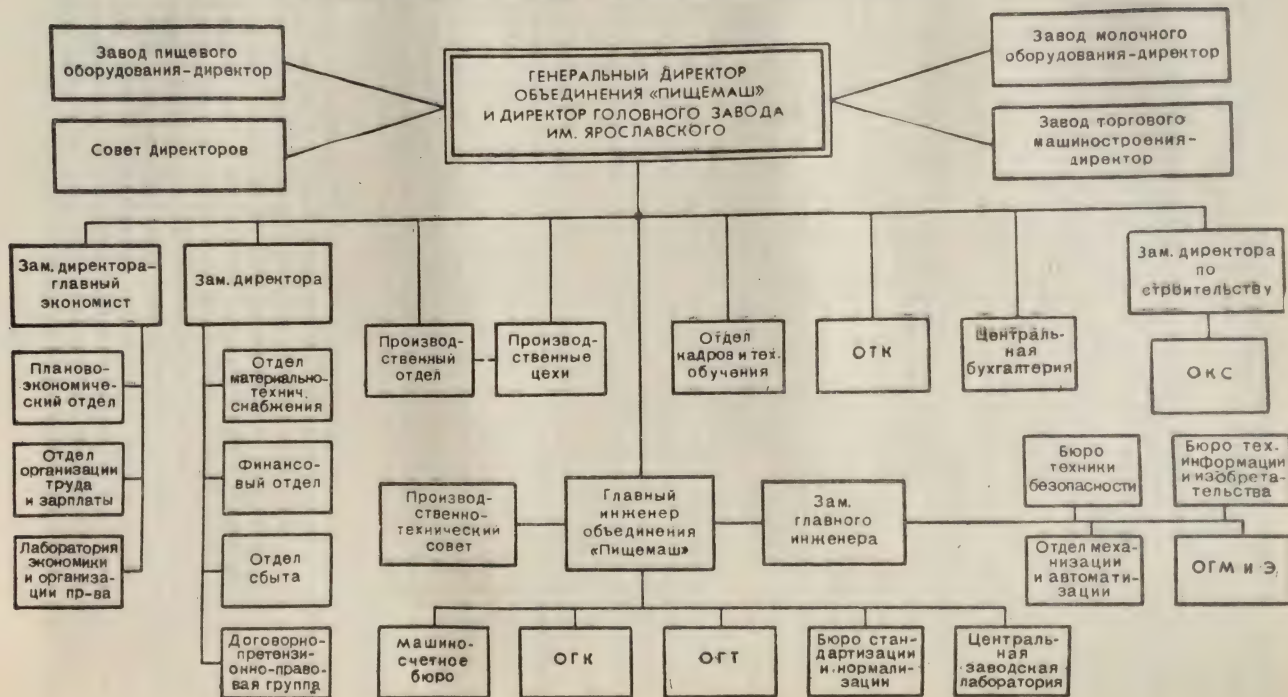 Завод пищевого
оборудования-директор
Совет директоров
ГЕНЕРАЛЬНЫЙ ДИРЕКТОР
ОБЪЕДИНЕНИЯ «ПИЩЕМАШ»
И ДИРЕКТОР ГОЛОВНОГО ЗАВОДА
ИМ. ЯРОСЛАВСКОГО
Завод молочного
оборудования-директор
Завод торгового
машиностроения-
директор
Зам. директора-
главный
экономист
Зам. директора
Производ-
ственный
отдел
Производ-
ственные
цехи
Отдел
кадров и тех.
обучения
ОТК
Централь-
ная
бухгалтерия
Зам. директора
по
строительству
ОКС
Планово-
экономиче-
ский отдел
Отдел
организации
труда
и зарплаты
Лаборатория
экономики
и организа-
ции пр-ва
Отдел
материально-
технич.
снабжения
Финансо-
вый отдел
Отдел
сбыта
Договорно-
претензи-
онно-право-
вая группа
Производ-
ственно-
технический
совет
Главный
инженер
объединения
«Пищемаш»
Зам.
главного
инженера
Бюро
техники
безопасности
Бюро тех.
информации
и изобрета-
тельства
Отдел меха-
низации
и автомати-
зации
ОГМ и Э
Машино-
счетное
бюро
ОГК
ОГТ
Бюро стан-
дартизации
и нормали-
зации
Централь-
ная
заводская
лаборатория